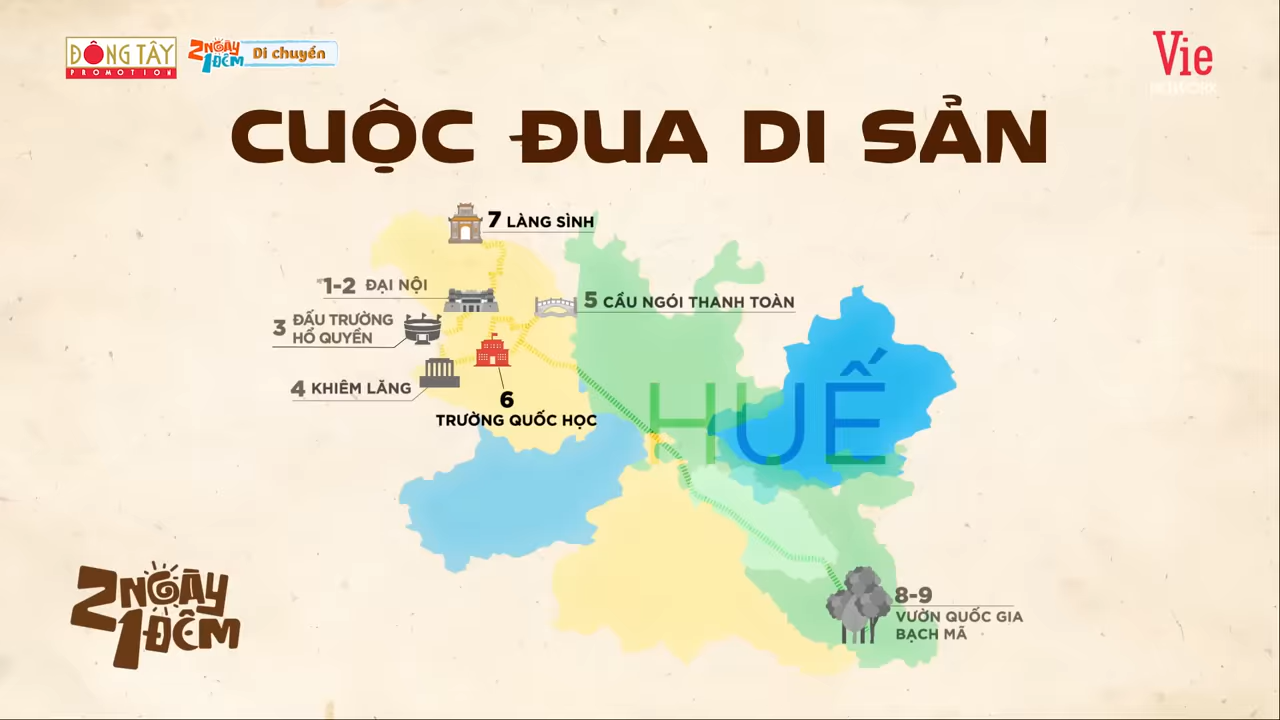 ĐÔNG TÂY
PROMOTION
2 NGÀY
1 ĐÊM
Di chuyển
Vie
NETWORK
CUỘC ĐUA DI SẢN
7 LÀNG SÌNH
1-2 ĐẠI NỘI
5 CẦU NGÓI THANH TOÀN
3 ĐẤU TRƯỜNG
HỔ QUYỀN
4 KHIÊM LĂNG
6
TRƯỜNG QUỐC HỌC
HUẾ
2 NGÀY
1 ĐÊM
8-9
VƯỜN QUỐC GIA
BẠCH MÃ